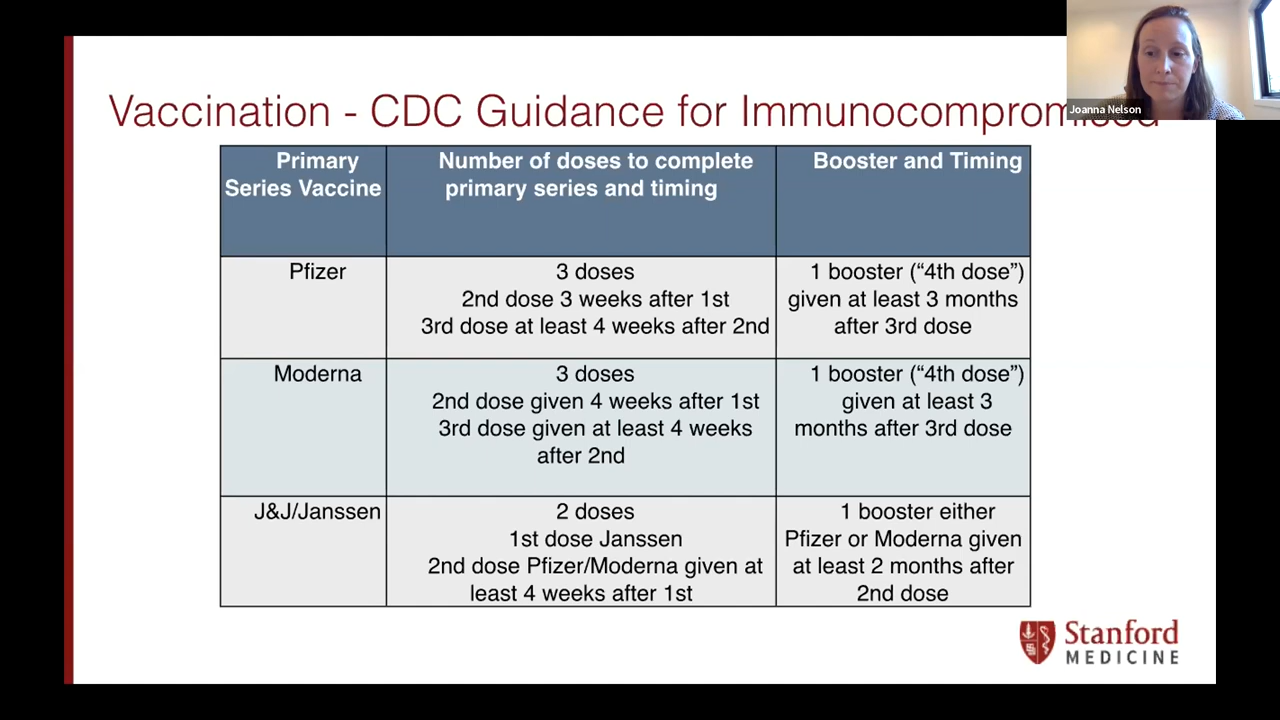 Vaccination - CDC Guidance for Immunocompromised
Joanna Nelson
Primary
Series Vaccine
Number of doses to complete
primary series and timing
Booster and Timing
Pfizer
3 doses
2nd dose 3 weeks after 1st
3rd dose at least 4 weeks after 2nd
1 booster (“4th dose”)
given at least 3 months
after 3rd dose
Moderna
3 doses
2nd dose given 4 weeks after 1st
3rd dose given at least 4 weeks
after 2nd
1 booster (“4th dose”)
given at least 3
months after 3rd dose
J&J/Janssen
2 doses
1st dose Janssen
2nd dose Pfizer/Moderna given at
least 4 weeks after 1st
1 booster either
Pfizer or Moderna given
at least 2 months after
2nd dose
Stanford
MEDICINE